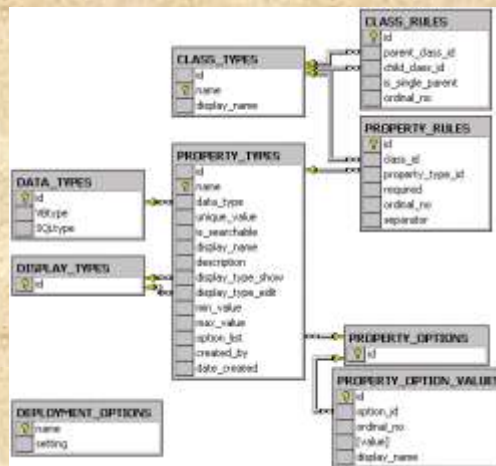 CLASS_RULES
id
parent_class_id
child_class_id
is_single_parent
ordinal_no
CLASS_TYPES
id
name
display_name
PROPERTY_RULES
id
class_id
property_type_id
required
ordinal_no
separator
PROPERTY_TYPES
id
name
data_type
unique_value
is_searchable
display_name
description
display_type_show
display_type_edit
min_value
max_value
option_list
created_by
date_created
DATA_TYPES
id
VBtype
SQLtype
DISPLAY_TYPES
id
PROPERTY_OPTIONS
id
PROPERTY_OPTION_VALUES
id
option_id
ordinal_no
[value]
display_name
DEPLOYMENT_OPTIONS
name
setting